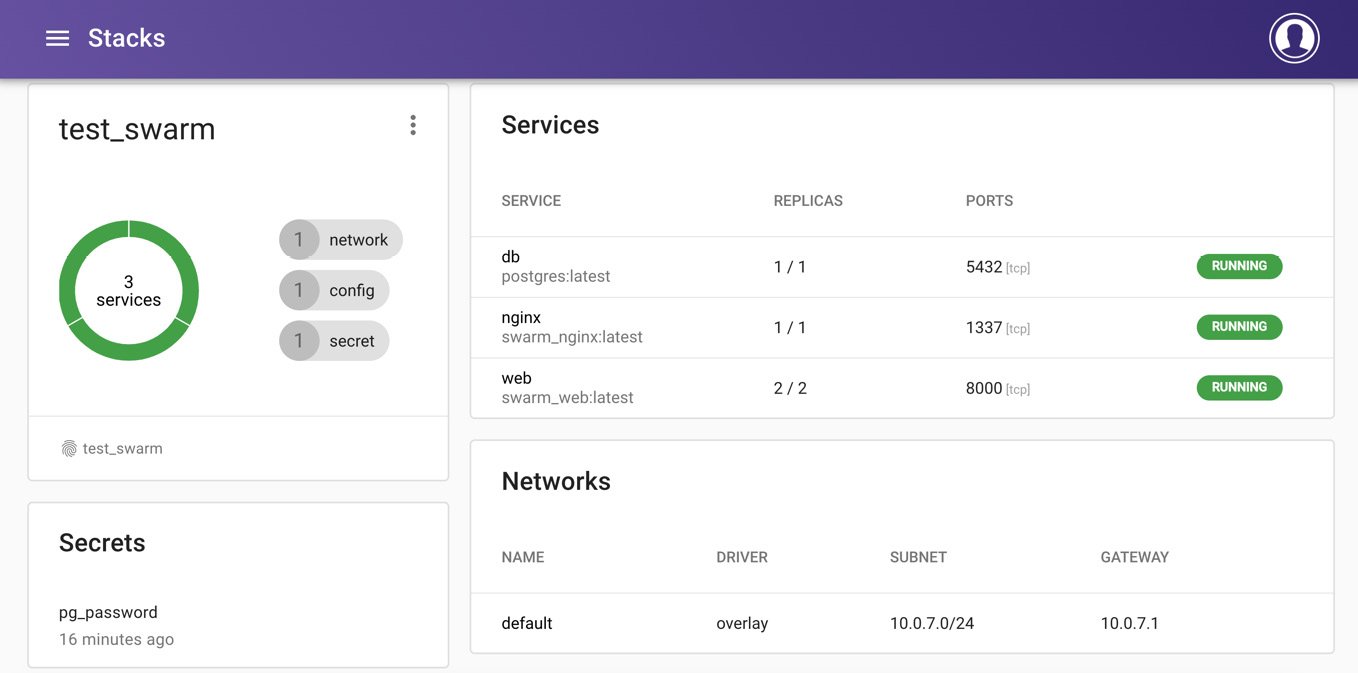 Stacks
test_swarm
3
services
1 network
1 config
1 secret
test_swarm
Secrets
pg_password
16 minutes ago
Services
SERVICE REPLICAS PORTS
db
postgres:latest
1 / 1 5432 [tcp] RUNNING
nginx
swarm_nginx:latest
1 / 1 1337 [tcp] RUNNING
web
swarm_web:latest
2 / 2 8000 [tcp] RUNNING
Networks
NAME DRIVER SUBNET GATEWAY
default overlay 10.0.7.0/24 10.0.7.1